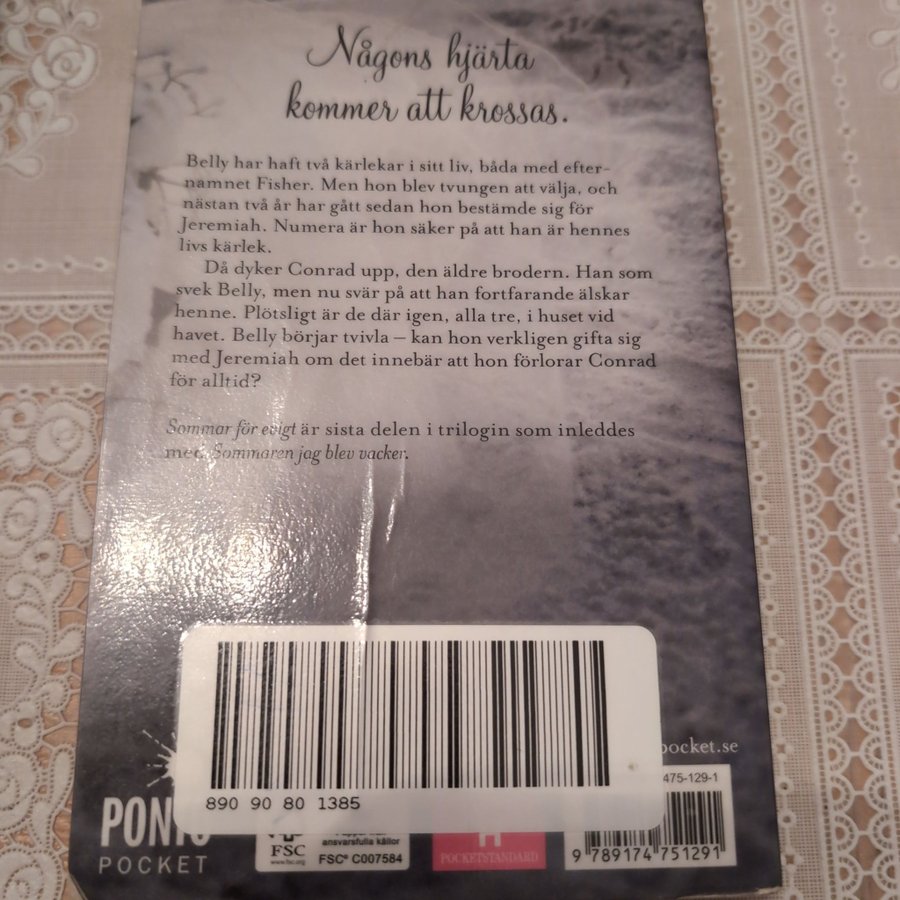 Någons hjärta
kommer att krossas.
Belly har haft två kärlekar i sitt liv, båda med efter-
namnet Fisher. Men hon blev tvungen att välja, och
nästan två år har gått sedan hon bestämde sig för
Jeremiah. Numera är hon säker på att han är hennes
livs kärlek.
Då dyker Conrad upp, den äldre brodern. Han som
svek Belly, men nu svär på att han fortfarande älskar
henne. Plötsligt är de där igen, alla tre, i huset vid
havet. Belly börjar tvivla – kan hon verkligen gifta sig
med Jeremiah om det innebär att hon förlorar Conrad
för alltid?
Sommar för evigt är sista delen i trilogin som inleddes
med Sommaren jag blev vacker.
890 90 80 1385
pocket.se
475-129-1
POCKET
FSC
www.fsc.org
ansvarsfulla källor
FSC® C007584
POCKETSTANDARD
9 789174 751291